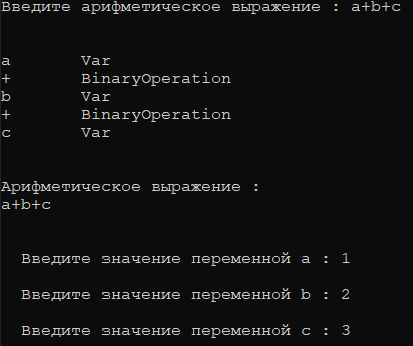 Введите арифметическое выражение : a+b+c
a Var
+ BinaryOperation
b Var
+ BinaryOperation
c Var
Арифметическое выражение :
a+b+c
Введите значение переменной a : 1
Введите значение переменной b : 2
Введите значение переменной c : 3